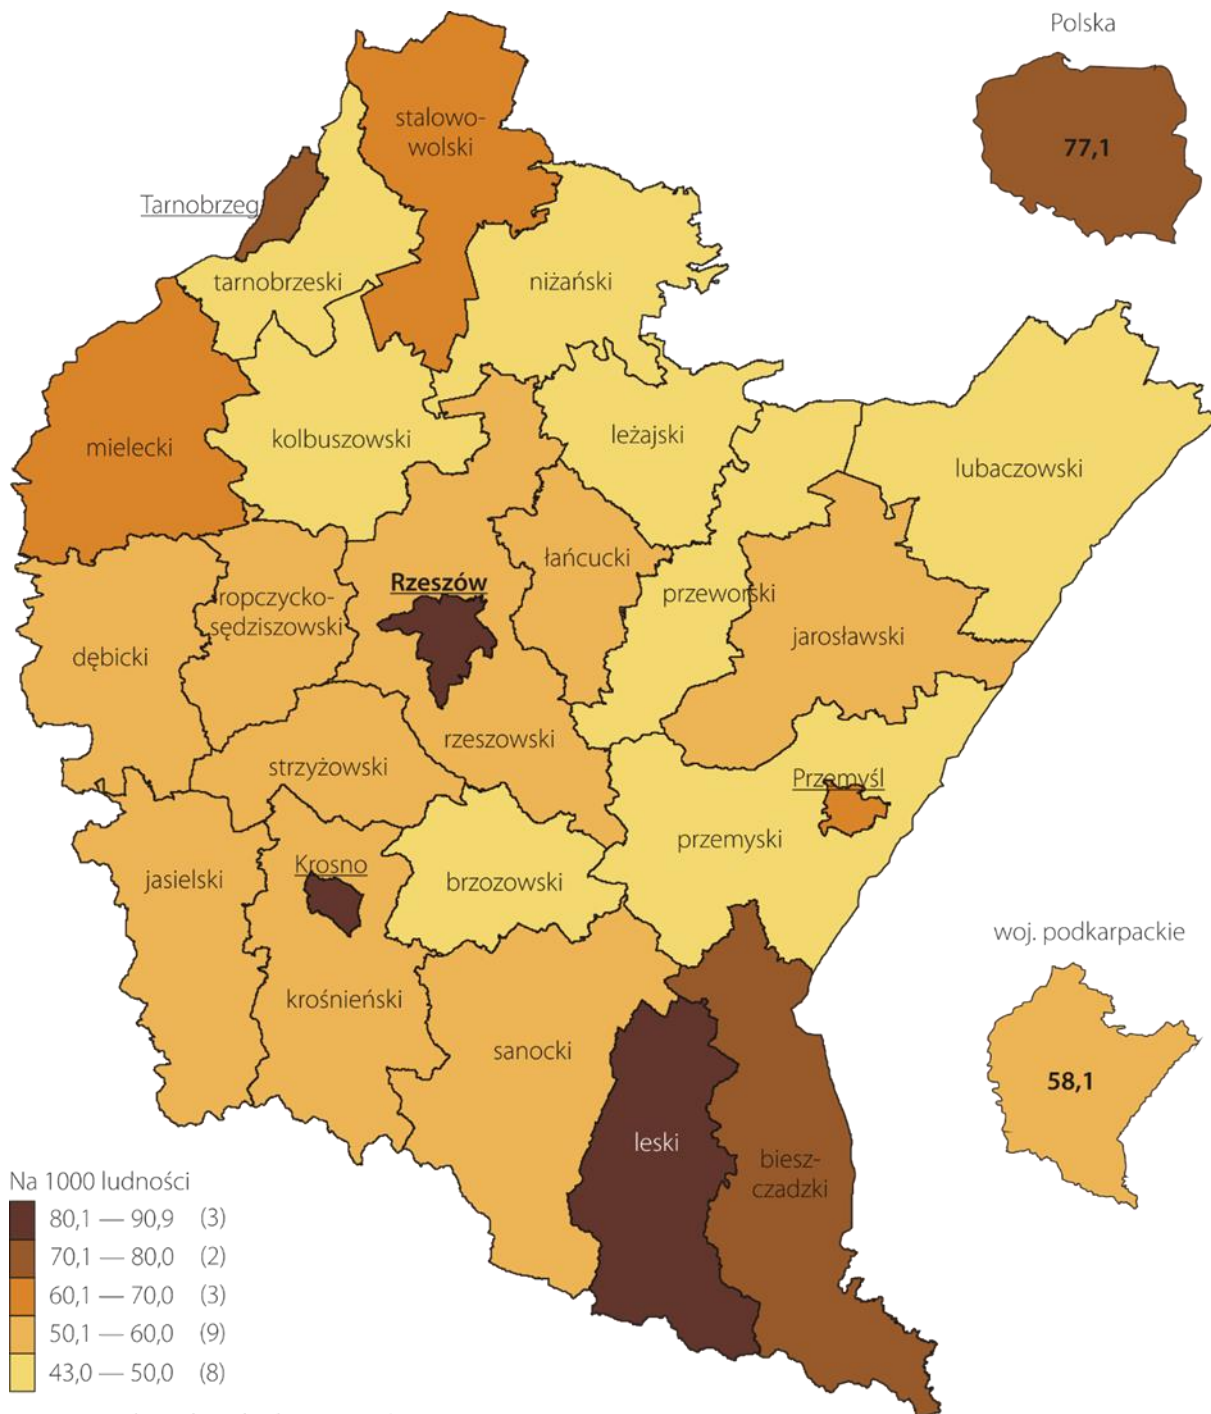 Polska
77,1
stalowo-
wolski
Tarnobrzeg
tarnobrzeski
niżański
mielecki
kolbuszowski
leżajski
lubaczowski
łańcucki
Rzeszów
ropczycko-
sędziszowski
przeworski
jarosławski
dębicki
rzeszowski
strzyżowski
Przemyśl
przemyski
Krosno
jasielski
brzozowski
woj. podkarpackie
58,1
krośnieński
sanocki
leski
biesz-
czadzki
Na 1000 ludności
80,1 — 90,9 (3)
70,1 — 80,0 (2)
60,1 — 70,0 (3)
50,1 — 60,0 (9)
43,0 — 50,0 (8)